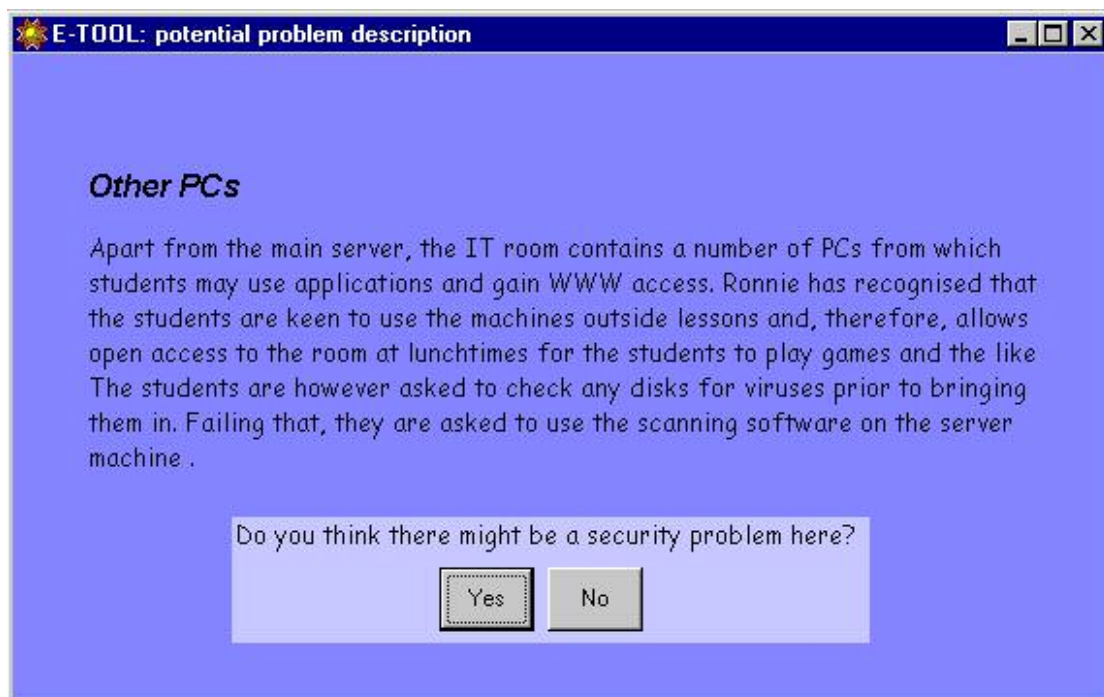 E-TOOL: potential problem description
Other PCs
Apart from the main server, the IT room contains a number of PCs from which
students may use applications and gain WWW access. Ronnie has recognised that
the students are keen to use the machines outside lessons and, therefore, allows
open access to the room at lunchtimes for the students to play games and the like
The students are however asked to check any disks for viruses prior to bringing
them in. Failing that, they are asked to use the scanning software on the server
machine .
Do you think there might be a security problem here?
Yes No